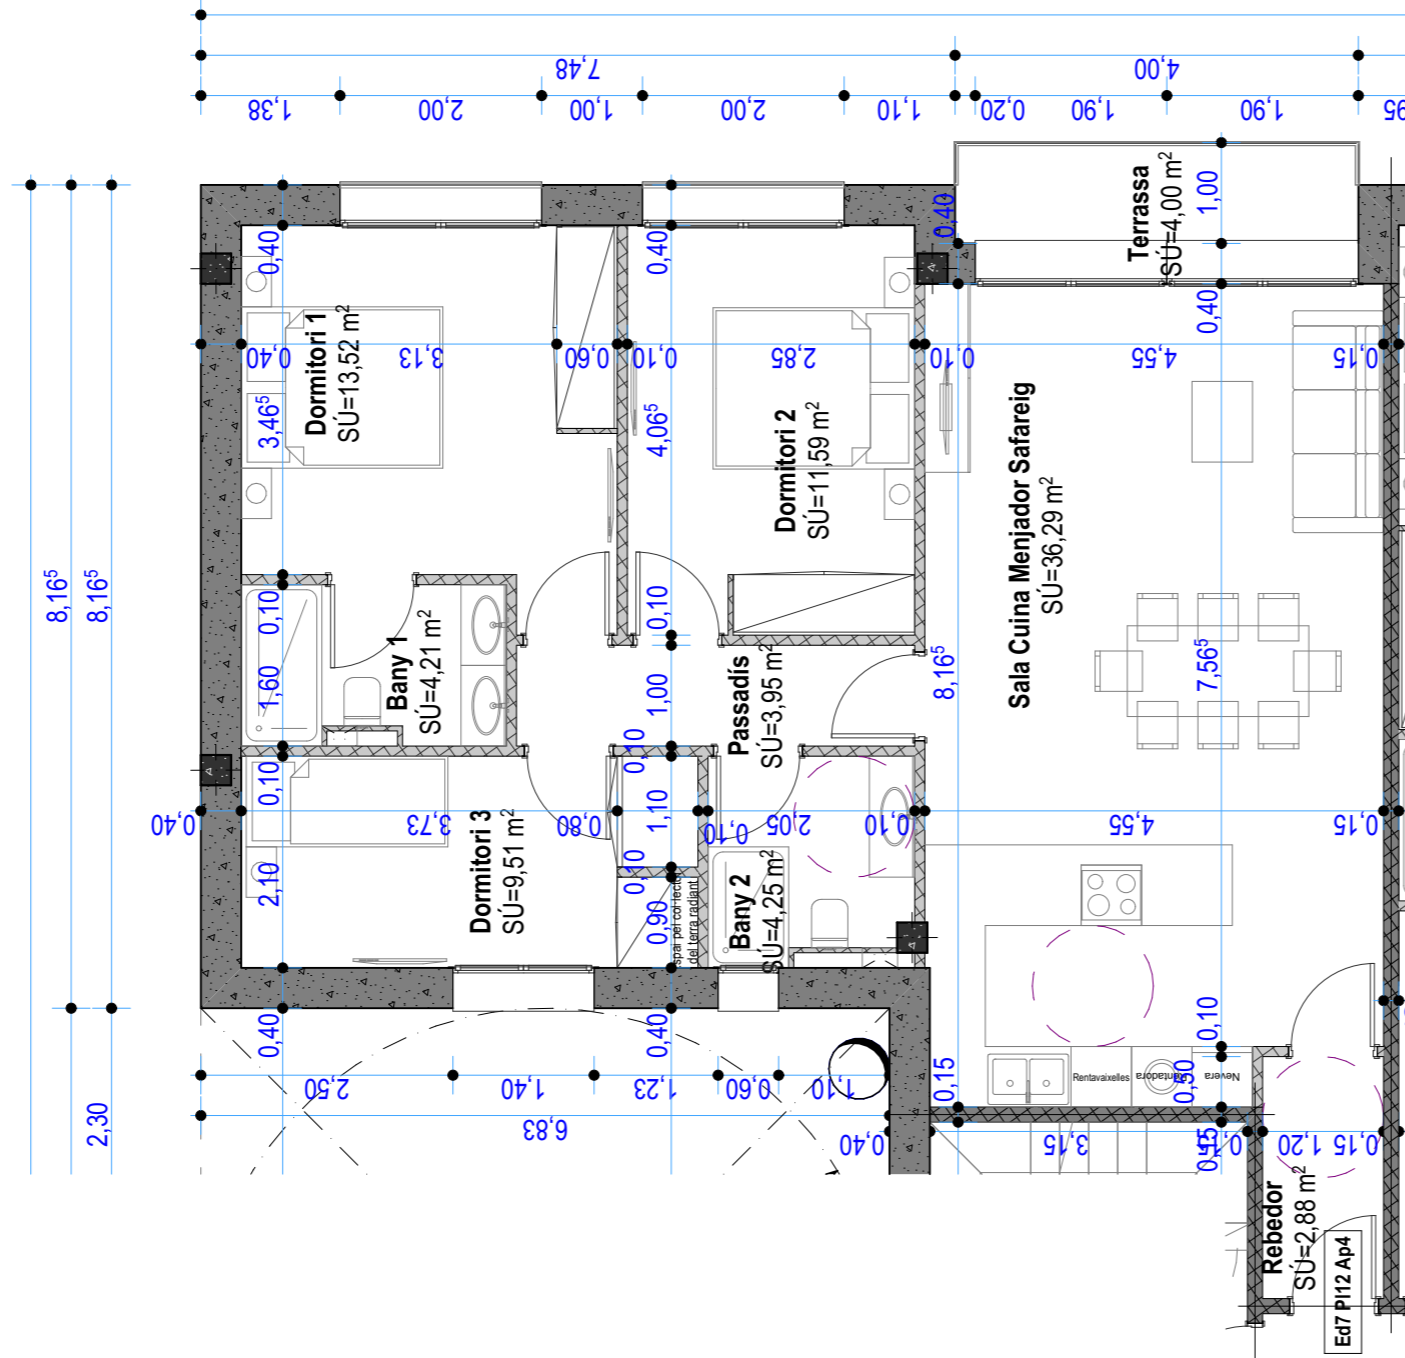 7,48
4,00
1,38
2,00
1,00
2,00
1,10
0,20
1,90
1,90
8,16⁵
8,16⁵
2,30
0,40
0,40
0,40
1,00
0,40
Terrassa
SÚ=4,00 m²
0,40
3,13
0,60
0,10
2,85
0,10
4,55
0,15
Dormitori 1
SÚ=13,52 m²
3,46⁵
4,06⁵
Dormitori 2
SÚ=11,59 m²
Sala Cuina Menjador Safareig
SÚ=36,29 m²
0,10
1,60
0,10
Bany 1
SÚ=4,21 m²
0,10
1,00
0,10
Passadís
SÚ=3,95 m²
8,16⁵
7,56⁵
0,40
3,73
0,80
0,10
2,05
0,10
4,55
0,15
Dormitori 3
SÚ=9,51 m²
2,10
1,10
0,10
0,90
del terra radiant
Bany 2
SÚ=4,25 m²
0,40
0,40
0,15
0,10
0,50
0,15
Rentavaixelles
Nevera
2,50
1,40
1,23
0,60
1,10
6,83
0,40
3,15
0,15
1,20
0,15
Rebedor
SÚ=2,88 m²
Ed7 Pl12 Ap4